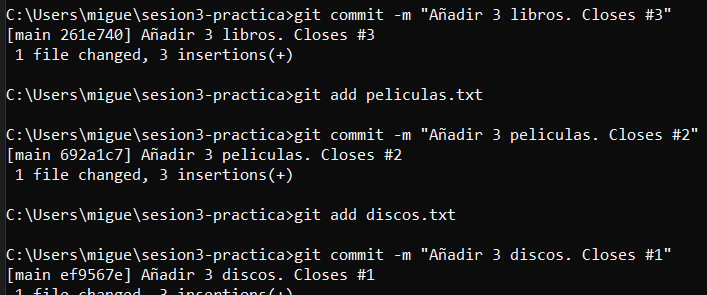 C:\Users\migue\sesion3-practica>git commit -m "Añadir 3 libros. Closes #3"
[main 261e740] Añadir 3 libros. Closes #3
 1 file changed, 3 insertions(+)
C:\Users\migue\sesion3-practica>git add peliculas.txt
C:\Users\migue\sesion3-practica>git commit -m "Añadir 3 peliculas. Closes #2"
[main 692a1c7] Añadir 3 peliculas. Closes #2
 1 file changed, 3 insertions(+)
C:\Users\migue\sesion3-practica>git add discos.txt
C:\Users\migue\sesion3-practica>git commit -m "Añadir 3 discos. Closes #1"
[main ef9567e] Añadir 3 discos. Closes #1
 1 file changed, 3 insertions(+)